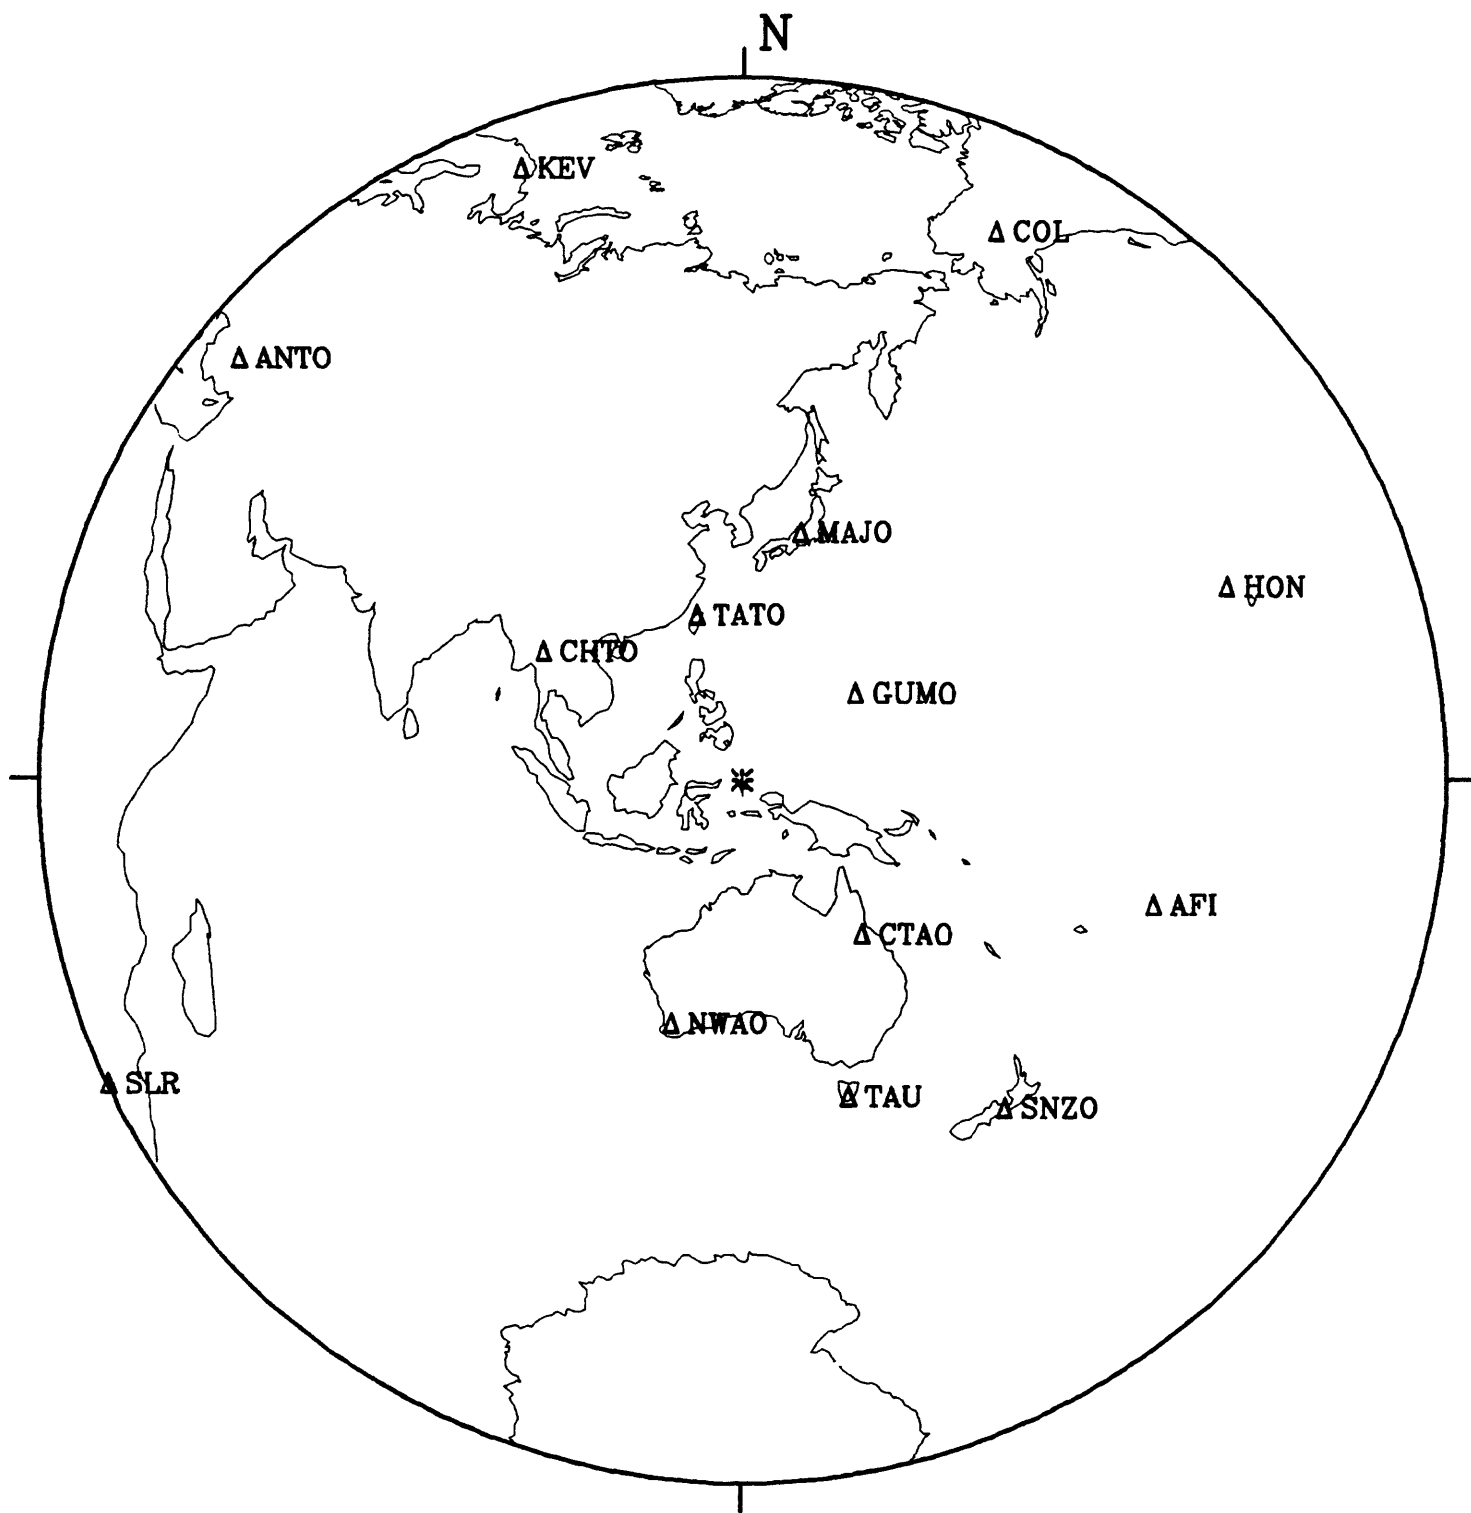 N
KEV
COL
ANTO
MAJO
HON
TATO
CHTO
GUMO
AFI
CTAO
NWAO
SLR
TAU
SNZO